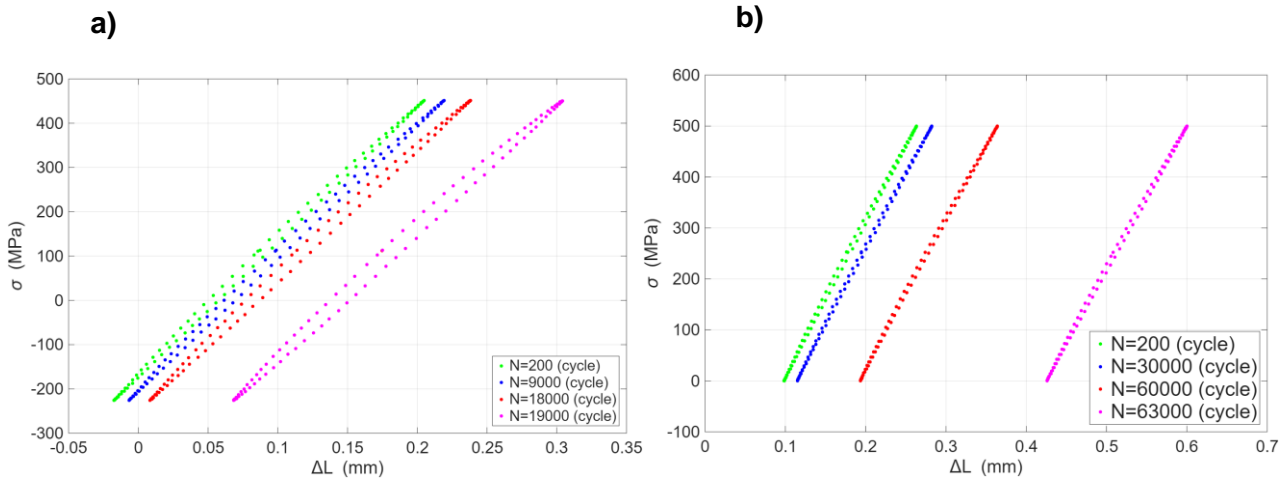 a)
b)
500
400
300
200
100
0
-100
-200
-300
σ (MPa)
-0.05
0
0.05
0.1
0.15
0.2
0.25
0.3
0.35
ΔL (mm)
N=200 (cycle)
N=9000 (cycle)
N=18000 (cycle)
N=19000 (cycle)
600
500
400
300
200
100
0
-100
σ (MPa)
0
0.1
0.2
0.3
0.4
0.5
0.6
0.7
ΔL (mm)
N=200 (cycle)
N=30000 (cycle)
N=60000 (cycle)
N=63000 (cycle)